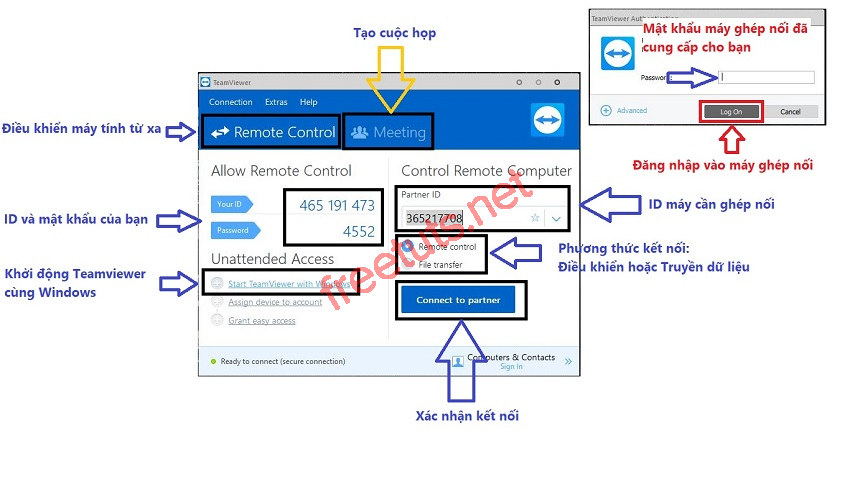 Tạo cuộc họp
TeamViewer Authentication
Mật khẩu máy ghép nối đã
cung cấp cho bạn
Password:
Advanced
Log On
Cancel
Đăng nhập vào máy ghép nối
TeamViewer
Connection Extras Help
Điều khiển máy tính từ xa
Remote Control
Meeting
Allow Remote Control
Control Remote Computer
Your ID
465 191 473
Partner ID
365217708
ID và mật khẩu của bạn
ID máy cần ghép nối
Password
4552
Remote control
File transfer
Phương thức kết nối:
Điều khiển hoặc Truyền dữ liệu
Unattended Access
Khởi động Teamviewer
cùng Windows
Start TeamViewer with Windows
Assign device to account
Grant easy access
Connect to partner
Ready to connect (secure connection)
Computers & Contacts
Sign In
Xác nhận kết nối
freetuts.net